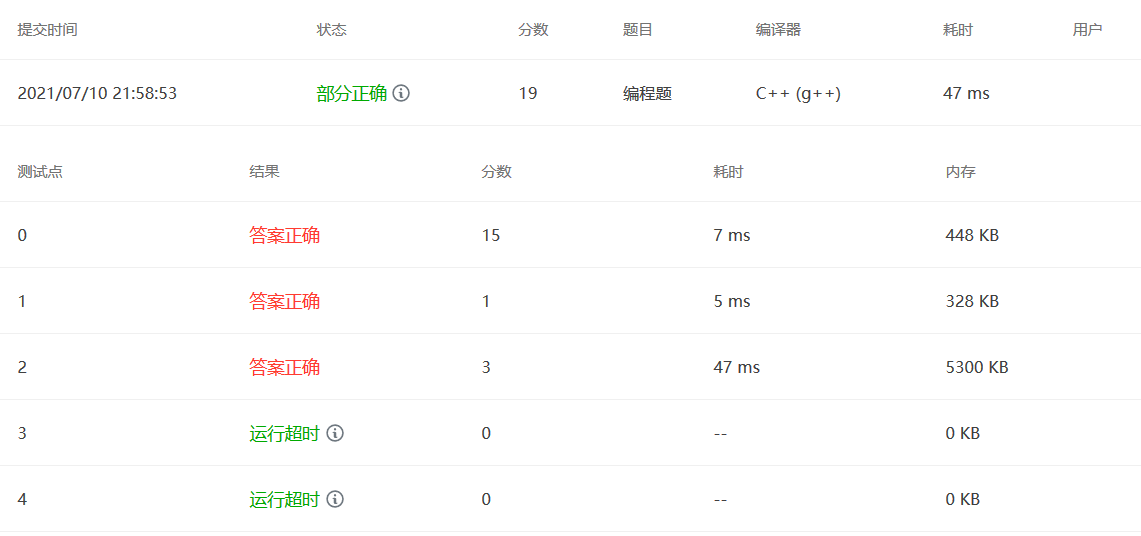 提交时间 状态 分数 题目 编译器 耗时 用户
2021/07/10 21:58:53 部分正确 19 编程题 C++ (g++) 47 ms
测试点 结果 分数 耗时 内存
0 答案正确 15 7 ms 448 KB
1 答案正确 1 5 ms 328 KB
2 答案正确 3 47 ms 5300 KB
3 运行超时 0 -- 0 KB
4 运行超时 0 -- 0 KB